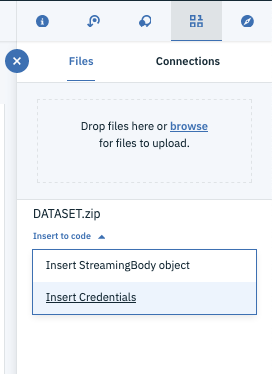 Files
Connections
Drop files here or browse
for files to upload.
DATASET.zip
Insert to code
Insert StreamingBody object
Insert Credentials